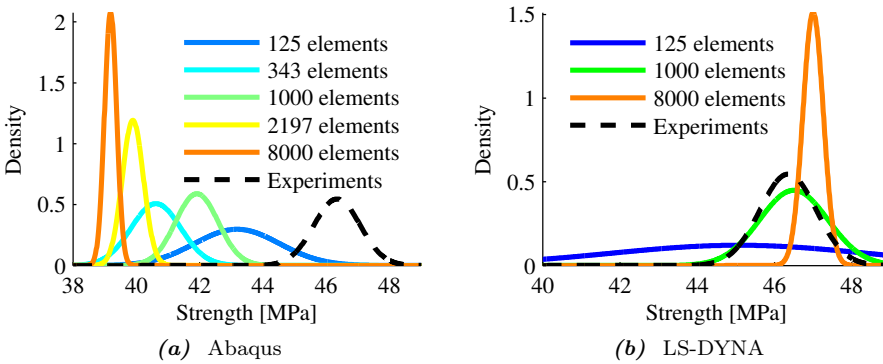 2
1.5
1
0.5
0
38
40
42
44
46
48
Density
Strength [MPa]
125 elements
343 elements
1000 elements
2197 elements
8000 elements
Experiments
(a) Abaqus
1.5
1
0.5
0
40
42
44
46
48
Density
Strength [MPa]
125 elements
1000 elements
8000 elements
Experiments
(b) LS-DYNA